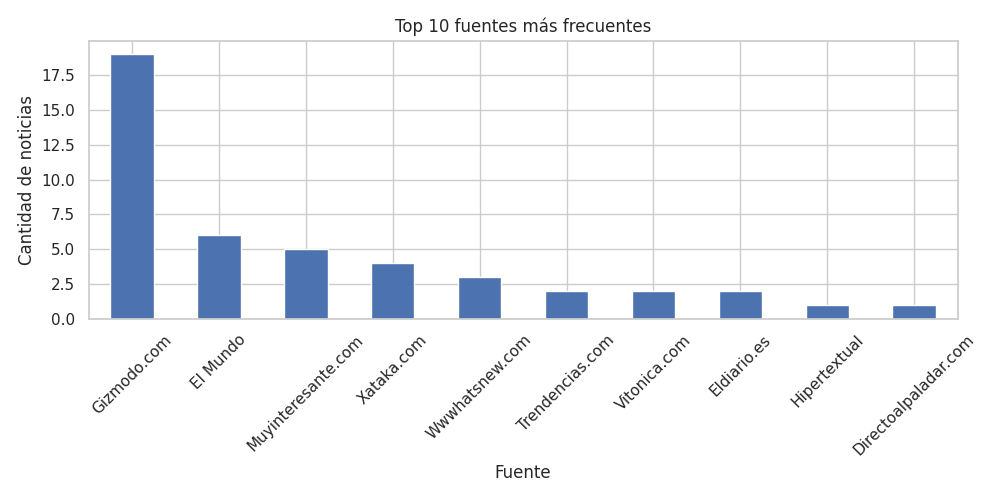 Top 10 fuentes más frecuentes
Cantidad de noticias
17.5
15.0
12.5
10.0
7.5
5.0
2.5
0.0
Gizmodo.com
El Mundo
Muyinteresante.com
Xataka.com
Wwwhatsnew.com
Trendencias.com
Vitonica.com
Eldiario.es
Hipertextual
Directoalpaladar.com
Fuente